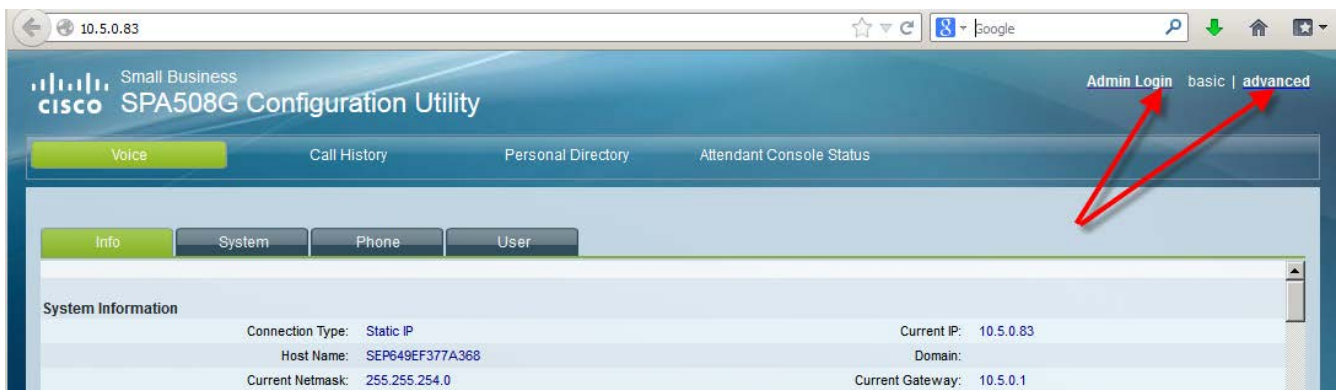 10.5.0.83
Google
Small Business
CISCO SPA508G Configuration Utility
Admin Login basic | advanced
Voice Call History Personal Directory Attendant Console Status
Info System Phone User
System Information
Connection Type: Static IP Current IP: 10.5.0.83
Host Name: SEP649EF377A368 Domain:
Current Netmask: 255.255.254.0 Current Gateway: 10.5.0.1